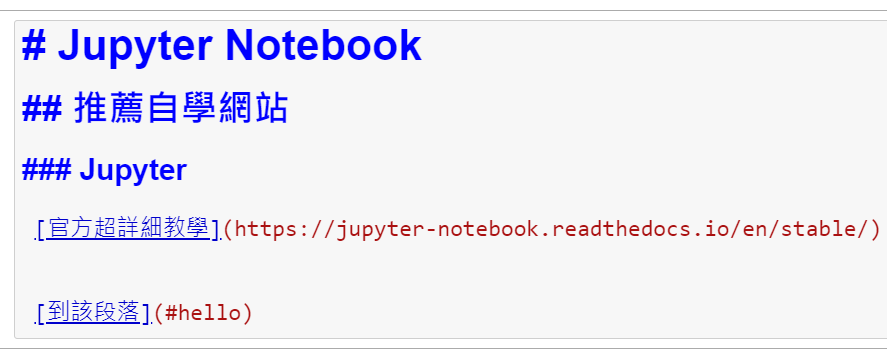 # Jupyter Notebook
## 推薦自學網站
### Jupyter
[官方超詳細教學](https://jupyter-notebook.readthedocs.io/en/stable/)
[到該段落](#hello)